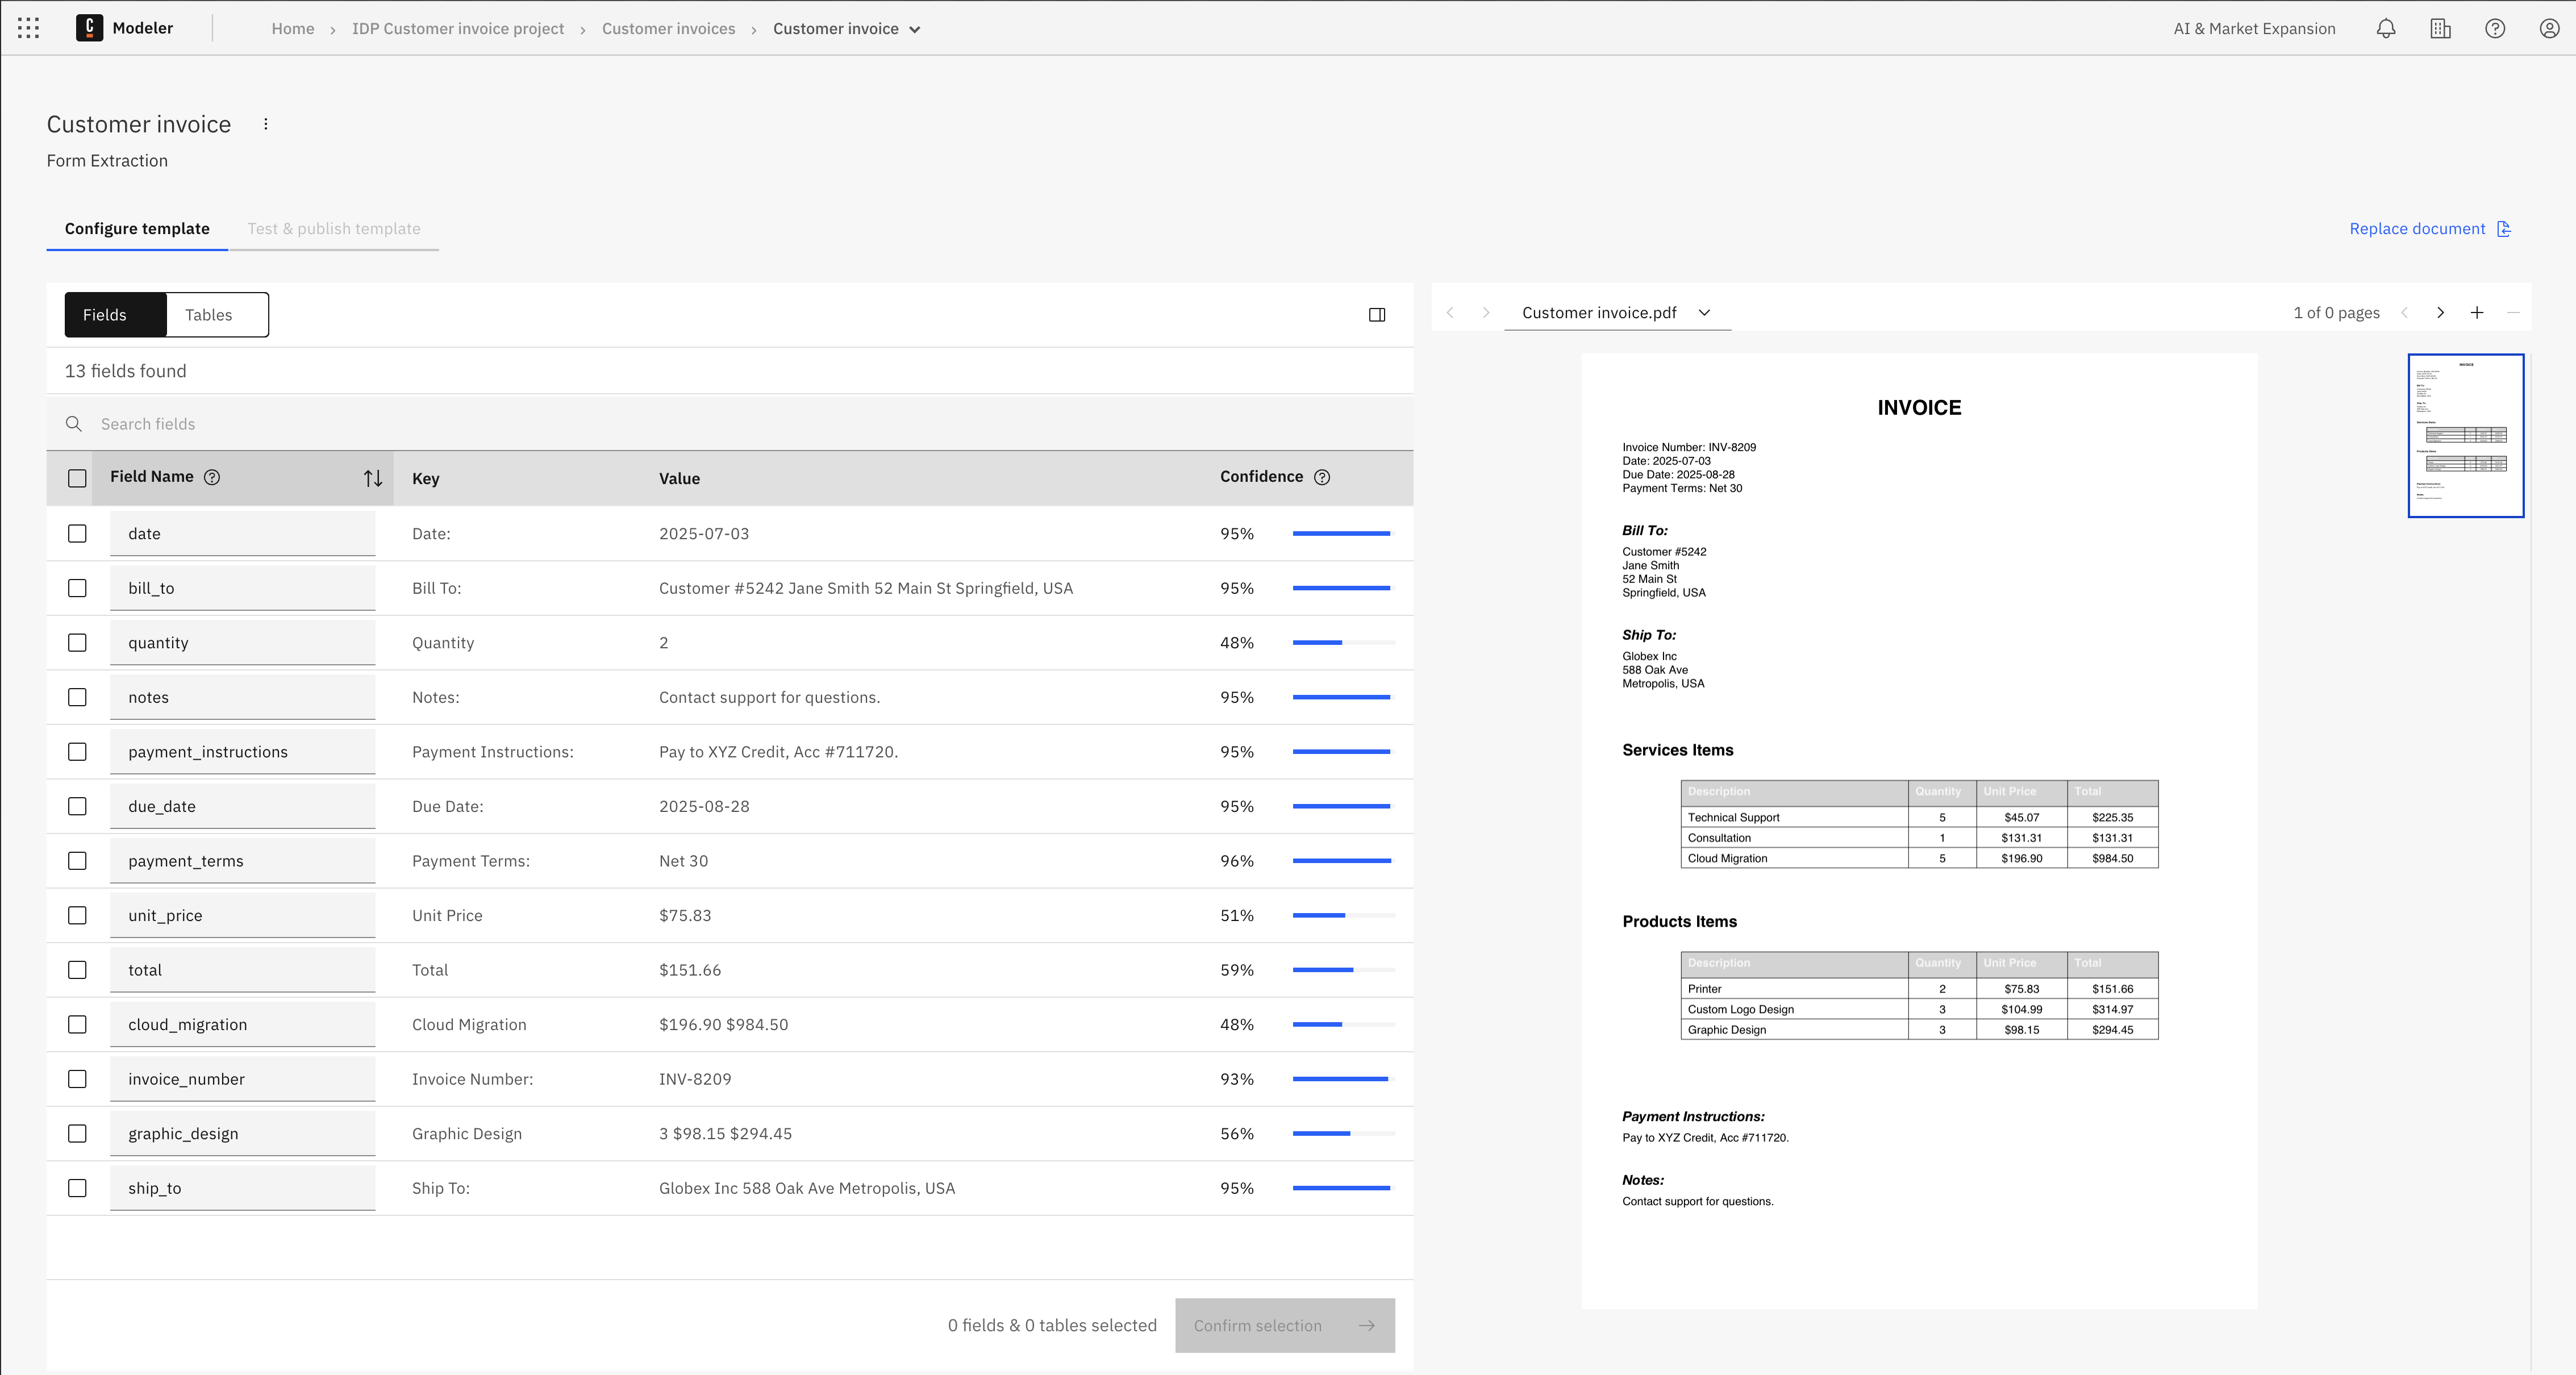 C Modeler Home › IDP Customer invoice project › Customer invoices › Customer invoice AI & Market Expansion
Customer invoice
Form Extraction
Configure template Test & publish template Replace document
Fields Tables
13 fields found
Search fields
Field Name Key Value Confidence
date Date: 2025-07-03 95%
bill_to Bill To: Customer #5242 Jane Smith 52 Main St Springfield, USA 95%
quantity Quantity 2 48%
notes Notes: Contact support for questions. 95%
payment_instructions Payment Instructions: Pay to XYZ Credit, Acc #711720. 95%
due_date Due Date: 2025-08-28 95%
payment_terms Payment Terms: Net 30 96%
unit_price Unit Price $75.83 51%
total Total $151.66 59%
cloud_migration Cloud Migration $196.90 $984.50 48%
invoice_number Invoice Number: INV-8209 93%
graphic_design Graphic Design 3 $98.15 $294.45 56%
ship_to Ship To: Globex Inc 588 Oak Ave Metropolis, USA 95%
0 fields & 0 tables selected Confirm selection
Customer invoice.pdf 1 of 0 pages
INVOICE
Invoice Number: INV-8209
Date: 2025-07-03
Due Date: 2025-08-28
Payment Terms: Net 30
Bill To:
Customer #5242
Jane Smith
52 Main St
Springfield, USA
Ship To:
Globex Inc
588 Oak Ave
Metropolis, USA
Services Items
Description Quantity Unit Price Total
Technical Support 5 $45.07 $225.35
Consultation 1 $131.31 $131.31
Cloud Migration 5 $196.90 $984.50
Products Items
Description Quantity Unit Price Total
Printer 2 $75.83 $151.66
Custom Logo Design 3 $104.99 $314.97
Graphic Design 3 $98.15 $294.45
Payment Instructions:
Pay to XYZ Credit, Acc #711720.
Notes:
Contact support for questions.